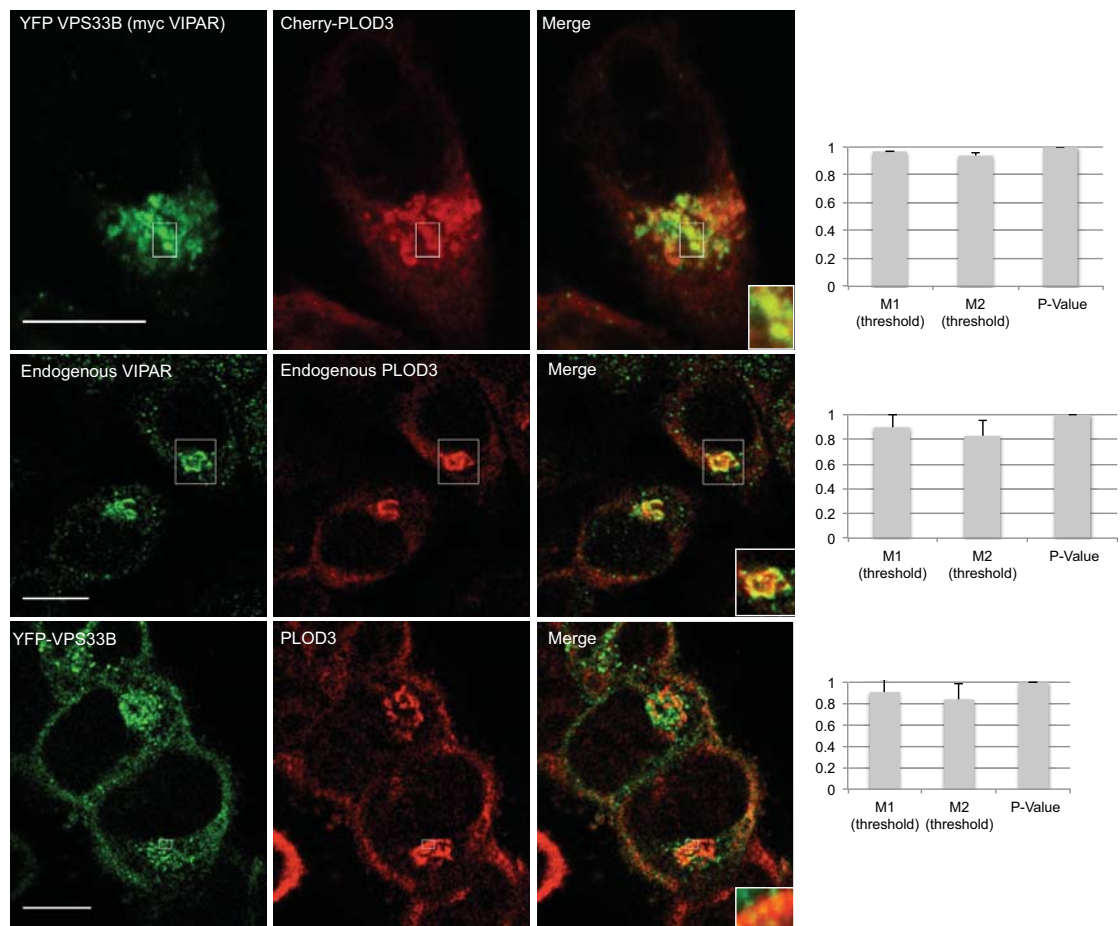 YFP VPS33B (myc VIPAR) Cherry-PLOD3 Merge
1
0.8
0.6
0.4
0.2
0
M1 M2 P-Value
(threshold) (threshold)
Endogenous VIPAR Endogenous PLOD3 Merge
1
0.8
0.6
0.4
0.2
0
M1 M2 P-Value
(threshold) (threshold)
YFP-VPS33B PLOD3 Merge
1
0.8
0.6
0.4
0.2
0
M1 M2 P-Value
(threshold) (threshold)